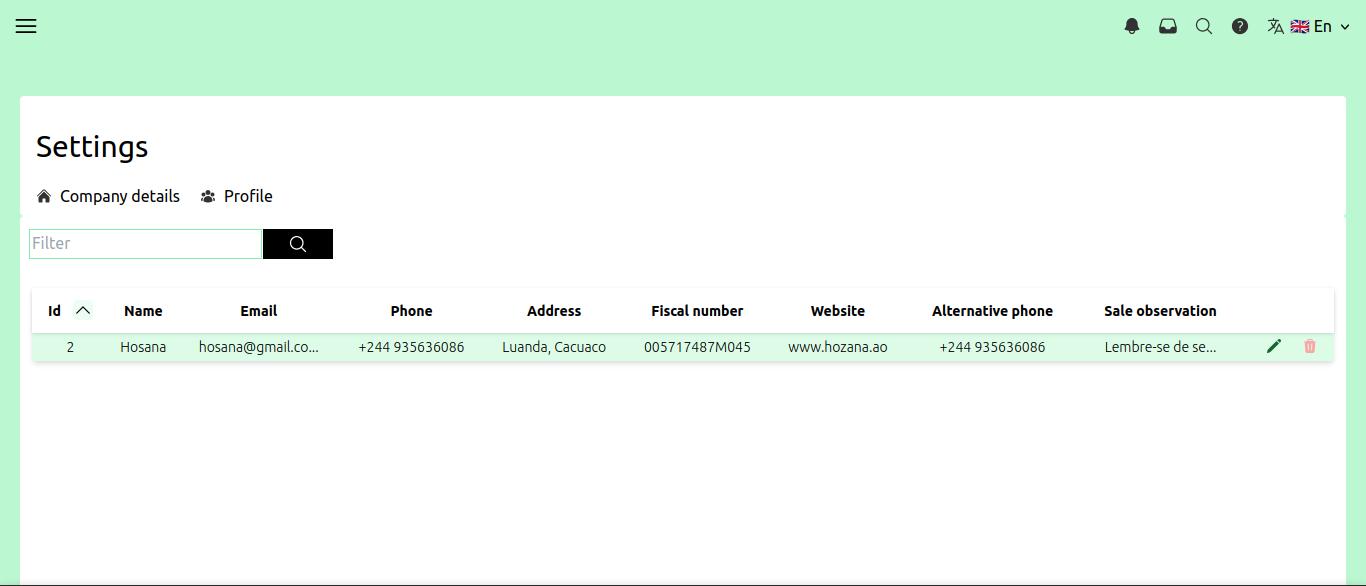 En
Settings
Company details Profile
Filter
Id Name Email Phone Address Fiscal number Website Alternative phone Sale observation
2 Hosana hosana@gmail.co... +244 935636086 Luanda, Cacuaco 005717487M045 www.hozana.ao +244 935636086 Lembre-se de se...